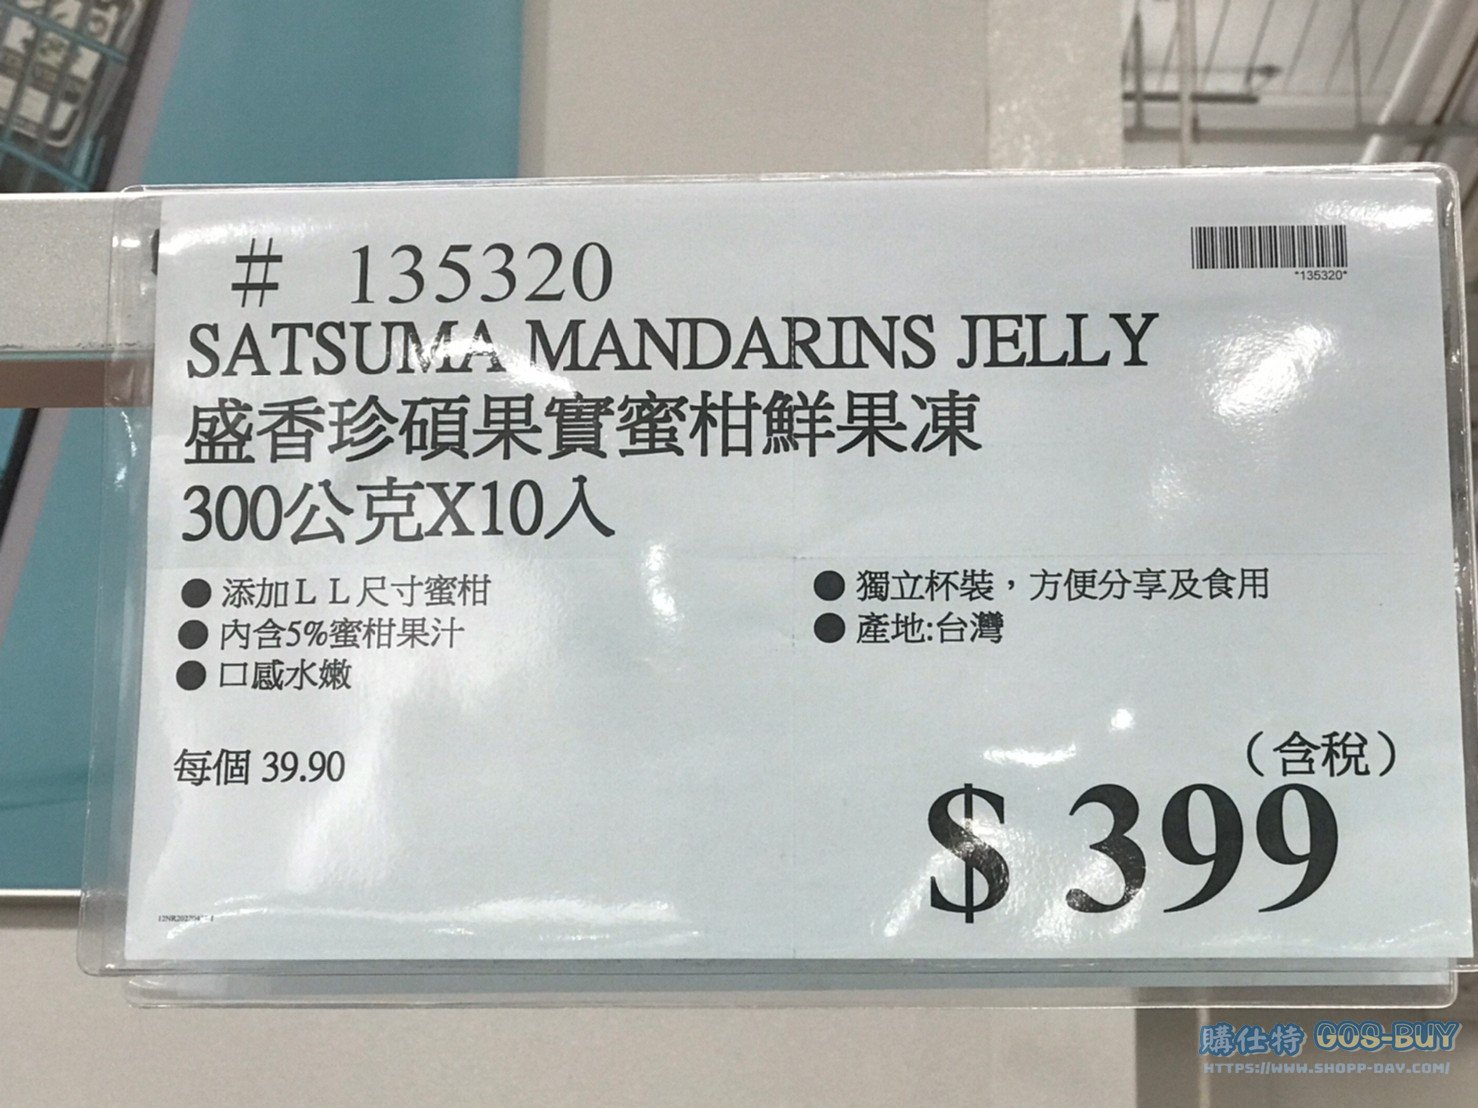 # 135320
*135320*
SATSUMA MANDARINS JELLY
盛香珍碩果實蜜柑鮮果凍
300公克X10入
● 添加ＬＬ尺寸蜜柑
● 內含5%蜜柑果汁
● 口感水嫩
● 獨立杯裝，方便分享及食用
● 產地:台灣
每個 39.90
（含稅）
$ 399
購仕特 GOS-BUY
HTTPS://WWW.SHOPP-DAY.COM/